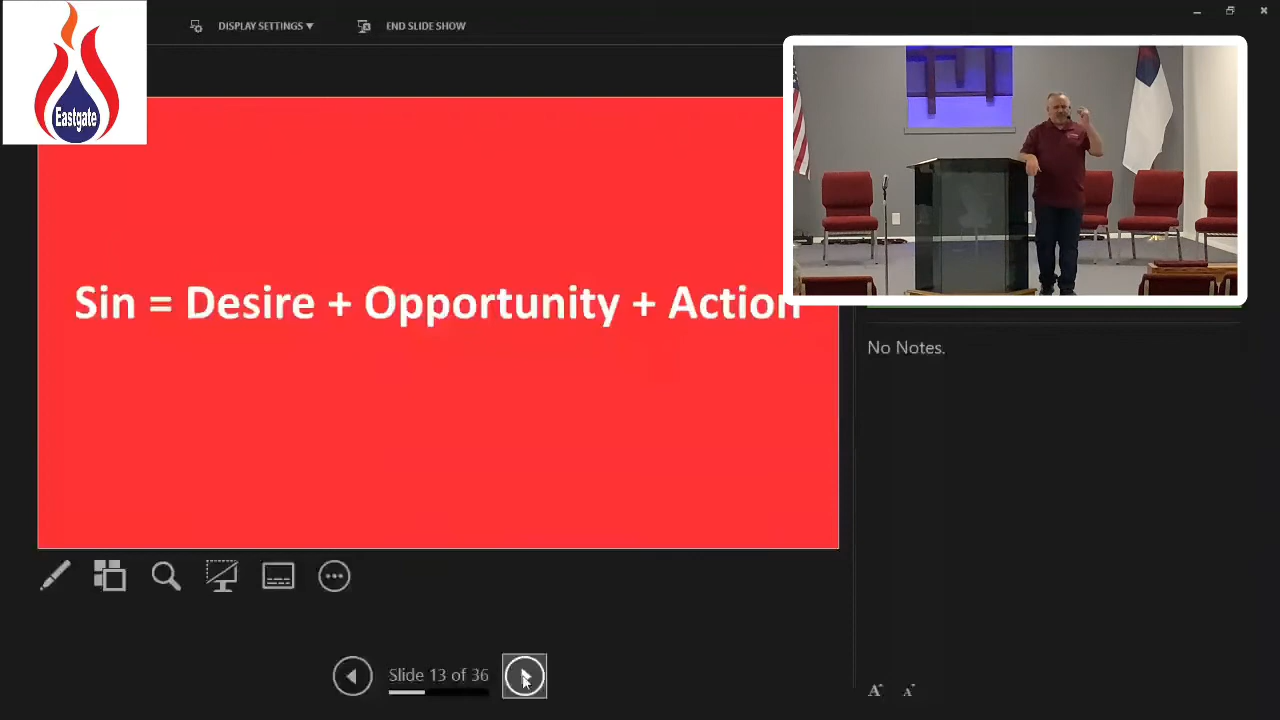 DISPLAY SETTINGS ▼ END SLIDE SHOW
Eastgate
Sin = Desire + Opportunity + Action
No Notes.
Slide 13 of 36
A A